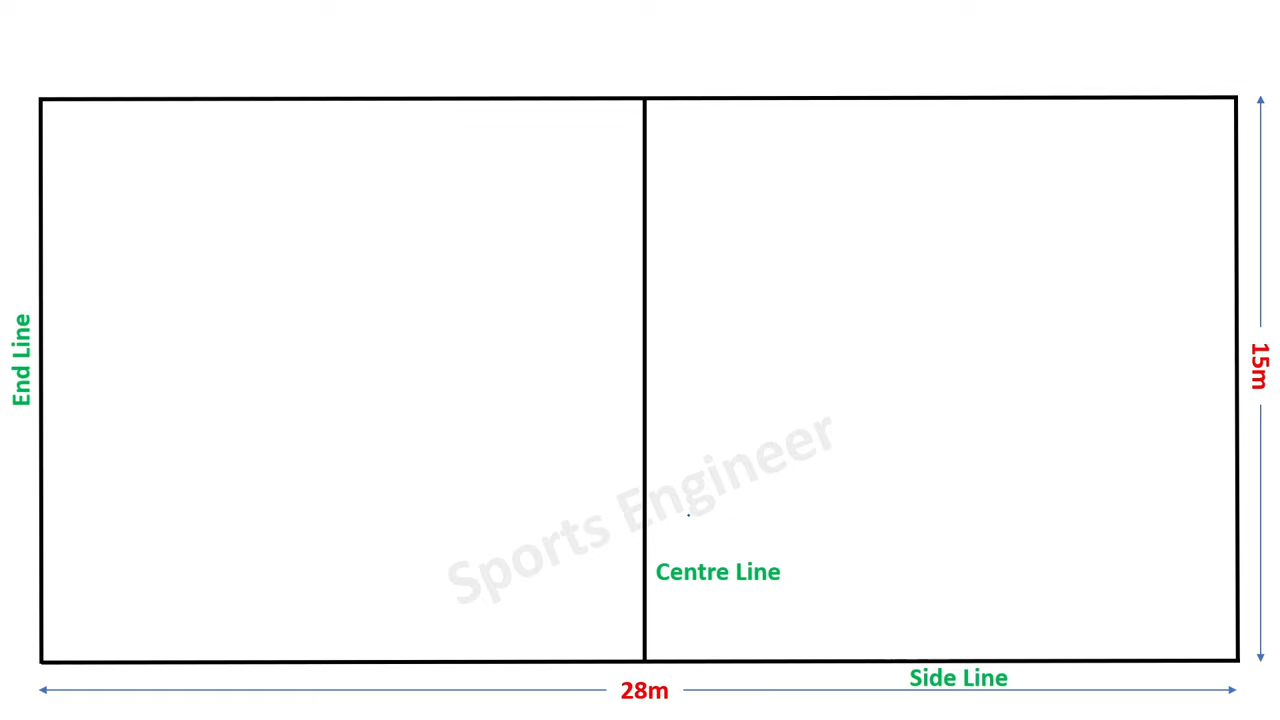 End Line
15m
Sports Engineer
Centre Line
Side Line
28m